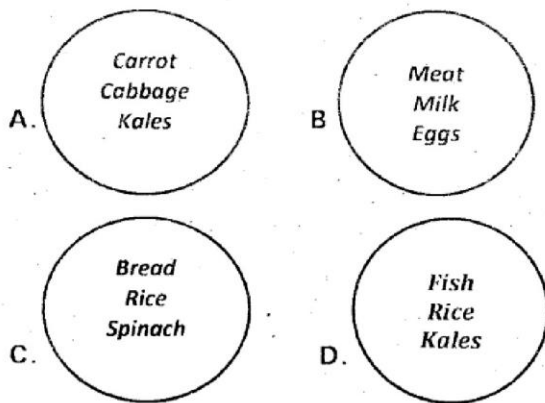 A.
Carrot
Cabbage
Kales
B
Meat
Milk
Eggs
C.
Bread
Rice
Spinach
D.
Fish
Rice
Kales